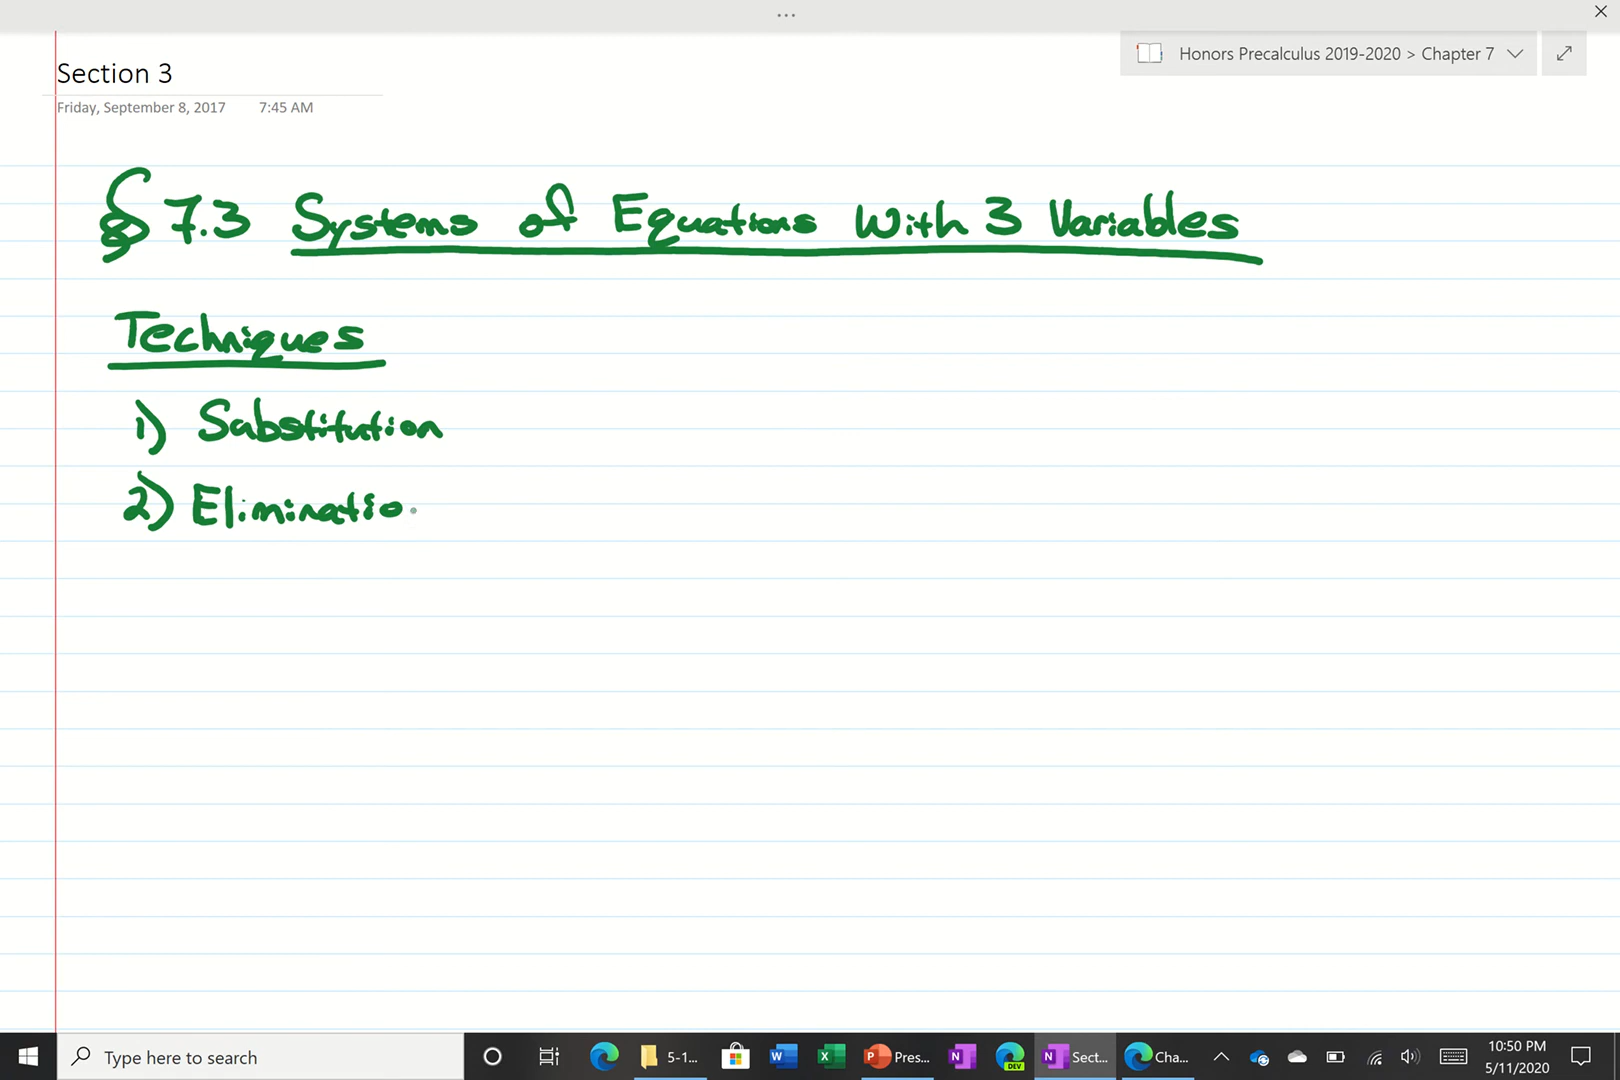 Honors Precalculus 2019-2020 > Chapter 7
Section 3
Friday, September 8, 2017 7:45 AM
§ 7.3 Systems of Equations With 3 Variables
Techniques
1) Substitution
2) Eliminatio
Type here to search
5-1...
Pres...
DEV
Sect...
Cha...
10:50 PM
5/11/2020